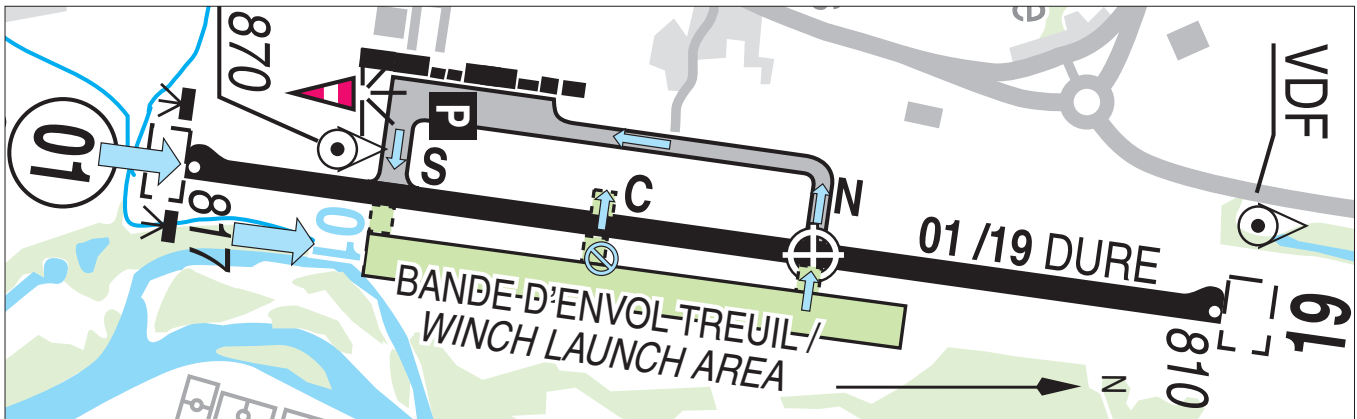 870
VDF
P
01
S
C
N
817
01
01 /19 DURE
19
BANDE D'ENVOL TREUIL /
WINCH LAUNCH AREA
N
810